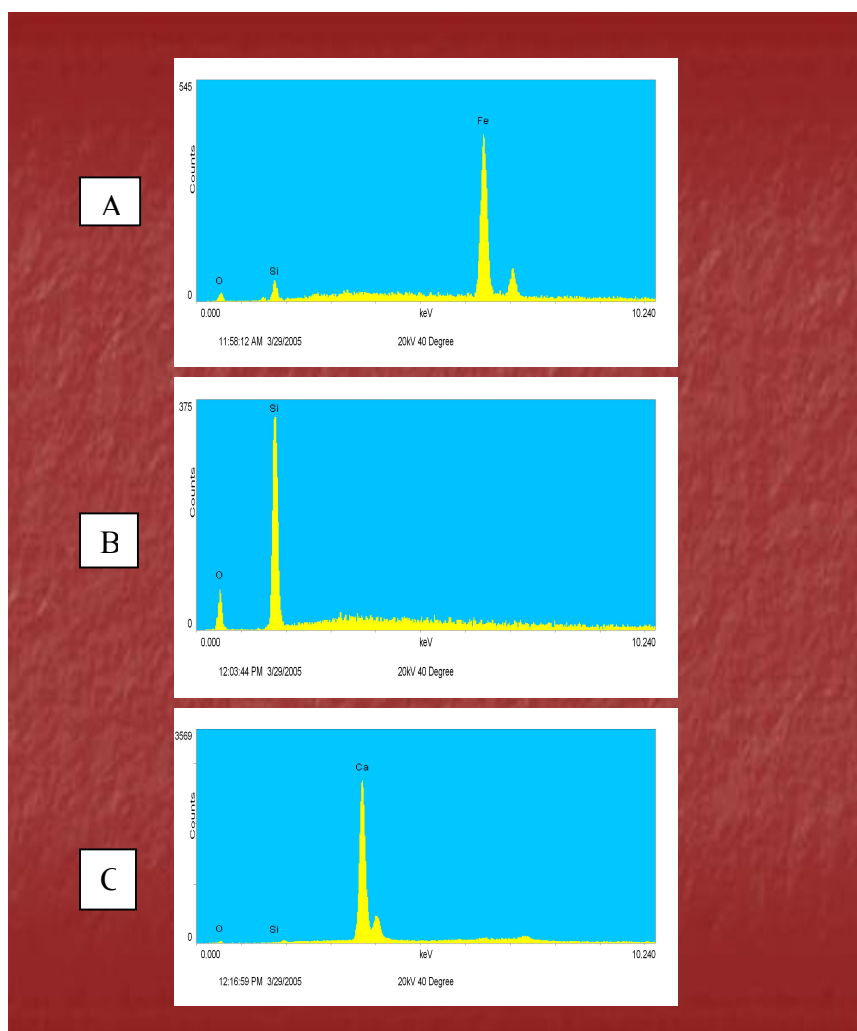 545
Fe
A
Counts
O
Si
0
0.000 keV 10.240
11:58:12 AM 3/29/2005 20kV 40 Degree
375
Si
Counts
B
O
0
0.000 keV 10.240
12:03:44 PM 3/29/2005 20kV 40 Degree
3569
Ca
Counts
C
O Si
0
0.000 keV 10.240
12:16:59 PM 3/29/2005 20kV 40 Degree